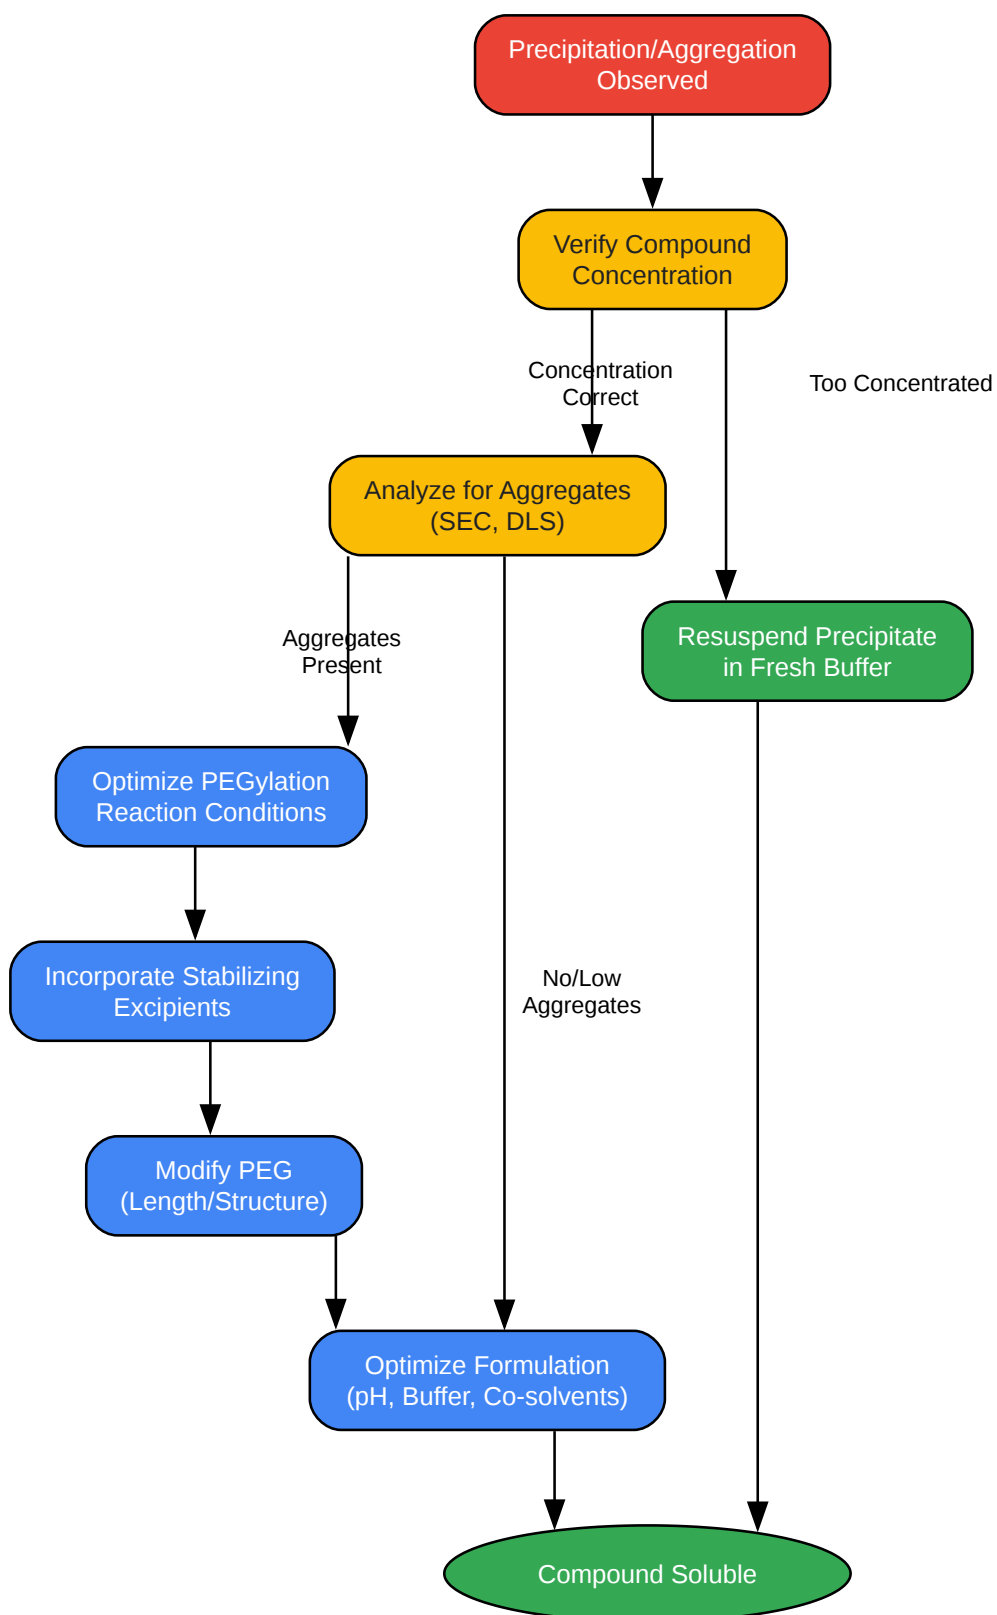 Precipitation/Aggregation
Observed
Verify Compound
Concentration
Concentration
Correct
Too Concentrated
Analyze for Aggregates
(SEC, DLS)
Aggregates
Present
Resuspend Precipitate
in Fresh Buffer
Optimize PEGylation
Reaction Conditions
Incorporate Stabilizing
Excipients
No/Low
Aggregates
Modify PEG
(Length/Structure)
Optimize Formulation
(pH, Buffer, Co-solvents)
Compound Soluble